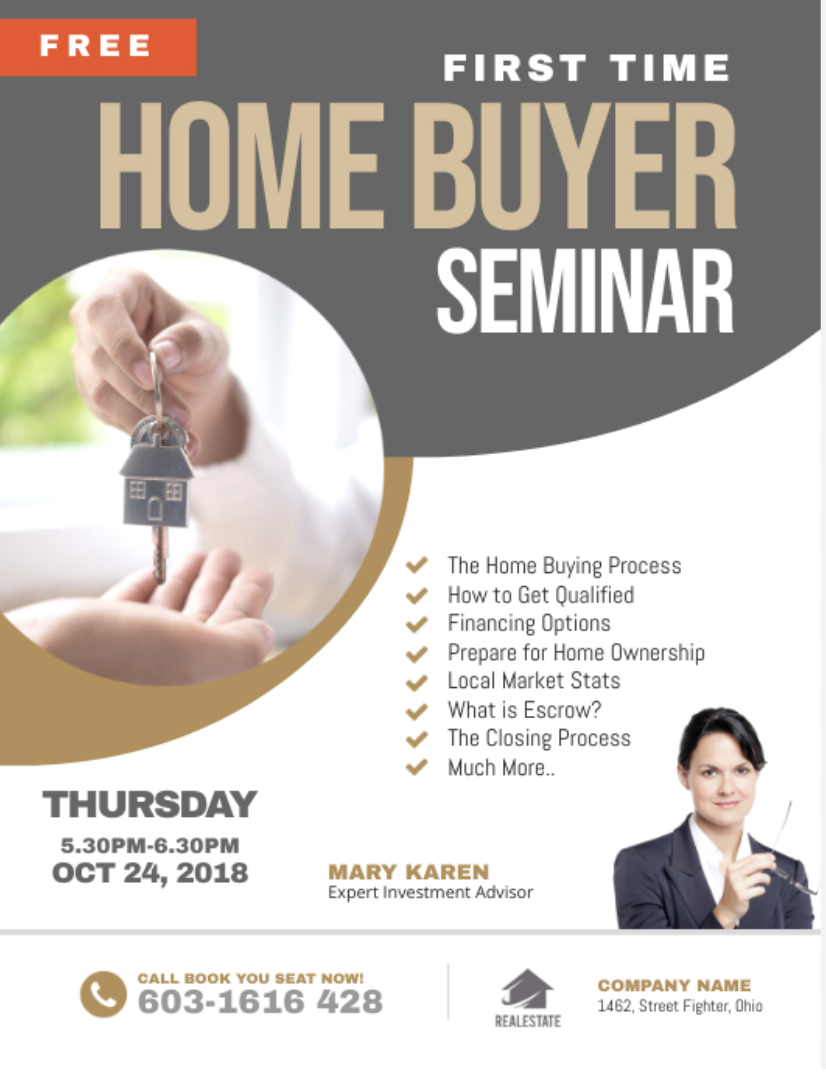 FREE
FIRST TIME
HOME BUYER
SEMINAR
The Home Buying Process
How to Get Qualified
Financing Options
Prepare for Home Ownership
Local Market Stats
What is Escrow?
The Closing Process
Much More..
THURSDAY
5.30PM-6.30PM
OCT 24, 2018
MARY KAREN
Expert Investment Advisor
CALL BOOK YOU SEAT NOW!
603-1616 428
REALESTATE
COMPANY NAME
1462, Street Fighter, Ohio